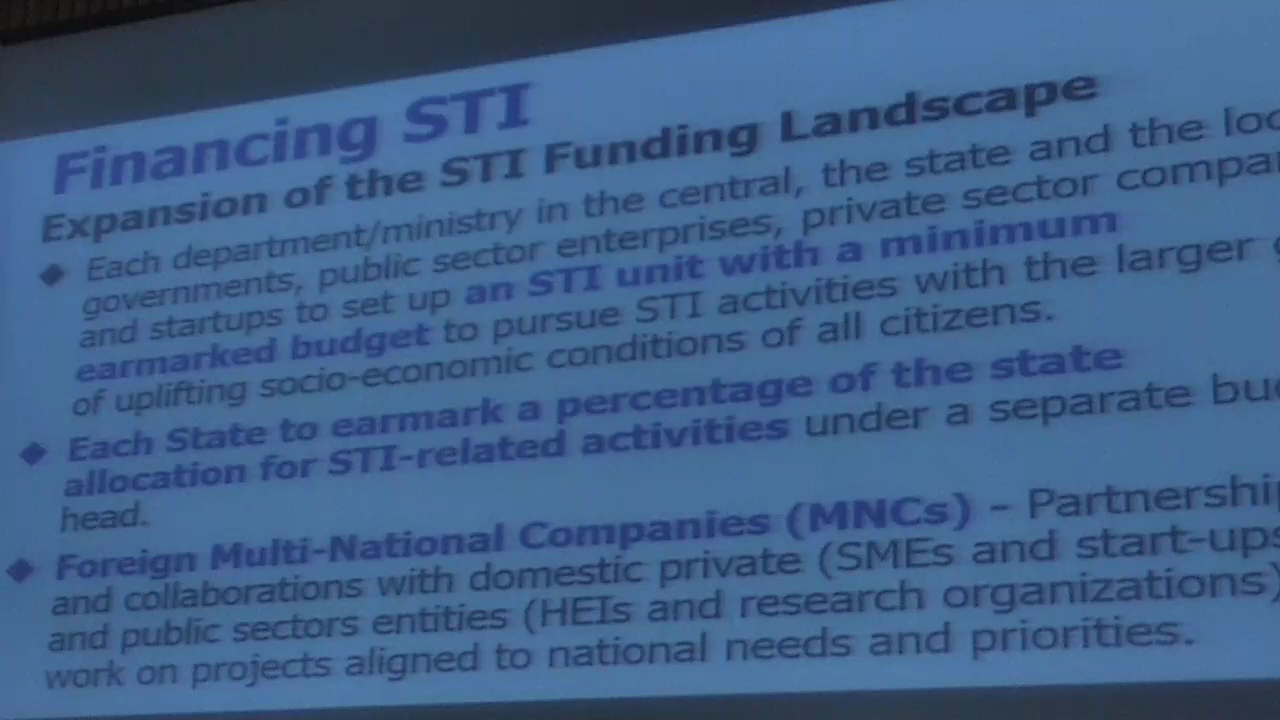 Financing STI
Expansion of the STI Funding Landscape
◆ Each department/ministry in the central, the state and the loc
governments, public sector enterprises, private sector compa
and startups to set up an STI unit with a minimum
earmarked budget to pursue STI activities with the larger
of uplifting socio-economic conditions of all citizens.
◆ Each State to earmark a percentage of the state
allocation for STI-related activities under a separate bu
head.
◆ Foreign Multi-National Companies (MNCs) – Partnership
and collaborations with domestic private (SMEs and start-ups
and public sectors entities (HEIs and research organizations)
work on projects aligned to national needs and priorities.